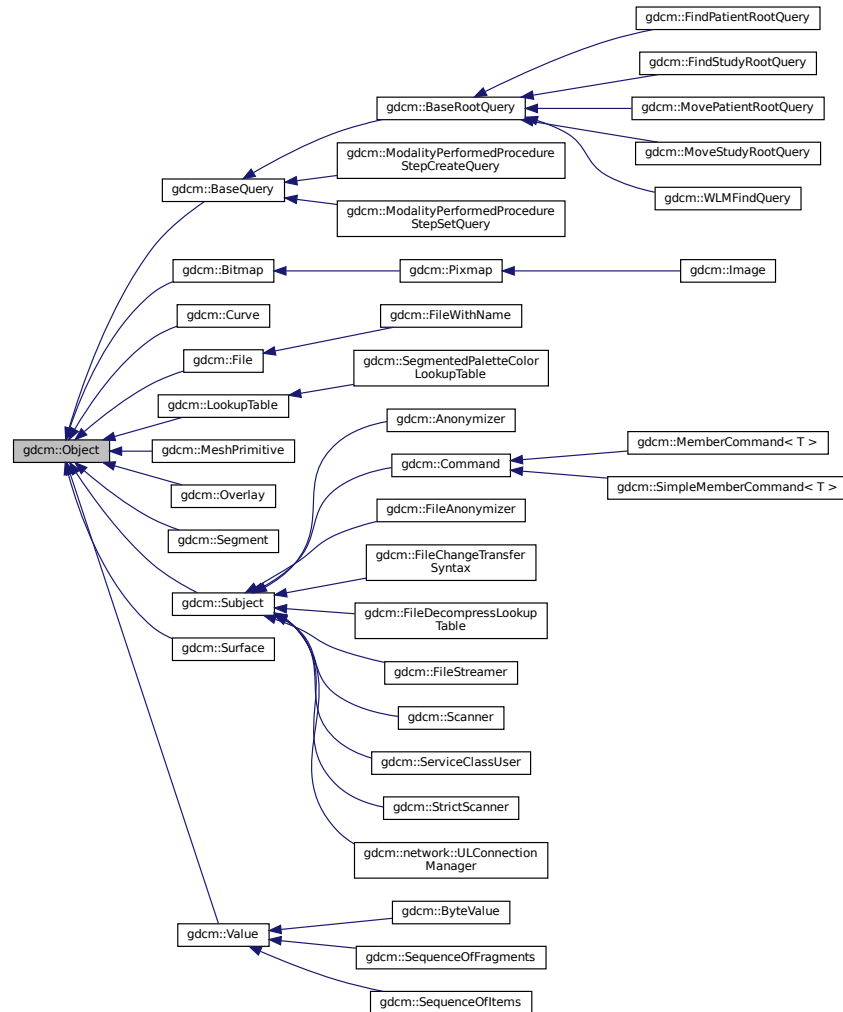 gdcm::FindPatientRootQuery
gdcm::FindStudyRootQuery
gdcm::BaseRootQuery
gdcm::MovePatientRootQuery
gdcm::MoveStudyRootQuery
gdcm::ModalityPerformedProcedure
StepCreateQuery
gdcm::BaseQuery
gdcm::WLMFindQuery
gdcm::ModalityPerformedProcedure
StepSetQuery
gdcm::Bitmap
gdcm::Pixmap
gdcm::Image
gdcm::Curve
gdcm::FileWithName
gdcm::File
gdcm::SegmentedPaletteColor
LookupTable
gdcm::LookupTable
gdcm::Anonymizer
gdcm::Object
gdcm::MeshPrimitive
gdcm::MemberCommand< T >
gdcm::Command
gdcm::SimpleMemberCommand< T >
gdcm::Overlay
gdcm::FileAnonymizer
gdcm::Segment
gdcm::FileChangeTransfer
Syntax
gdcm::Subject
gdcm::FileDecompressLookup
Table
gdcm::Surface
gdcm::FileStreamer
gdcm::Scanner
gdcm::ServiceClassUser
gdcm::StrictScanner
gdcm::network::ULConnection
Manager
gdcm::ByteValue
gdcm::Value
gdcm::SequenceOfFragments
gdcm::SequenceOfItems